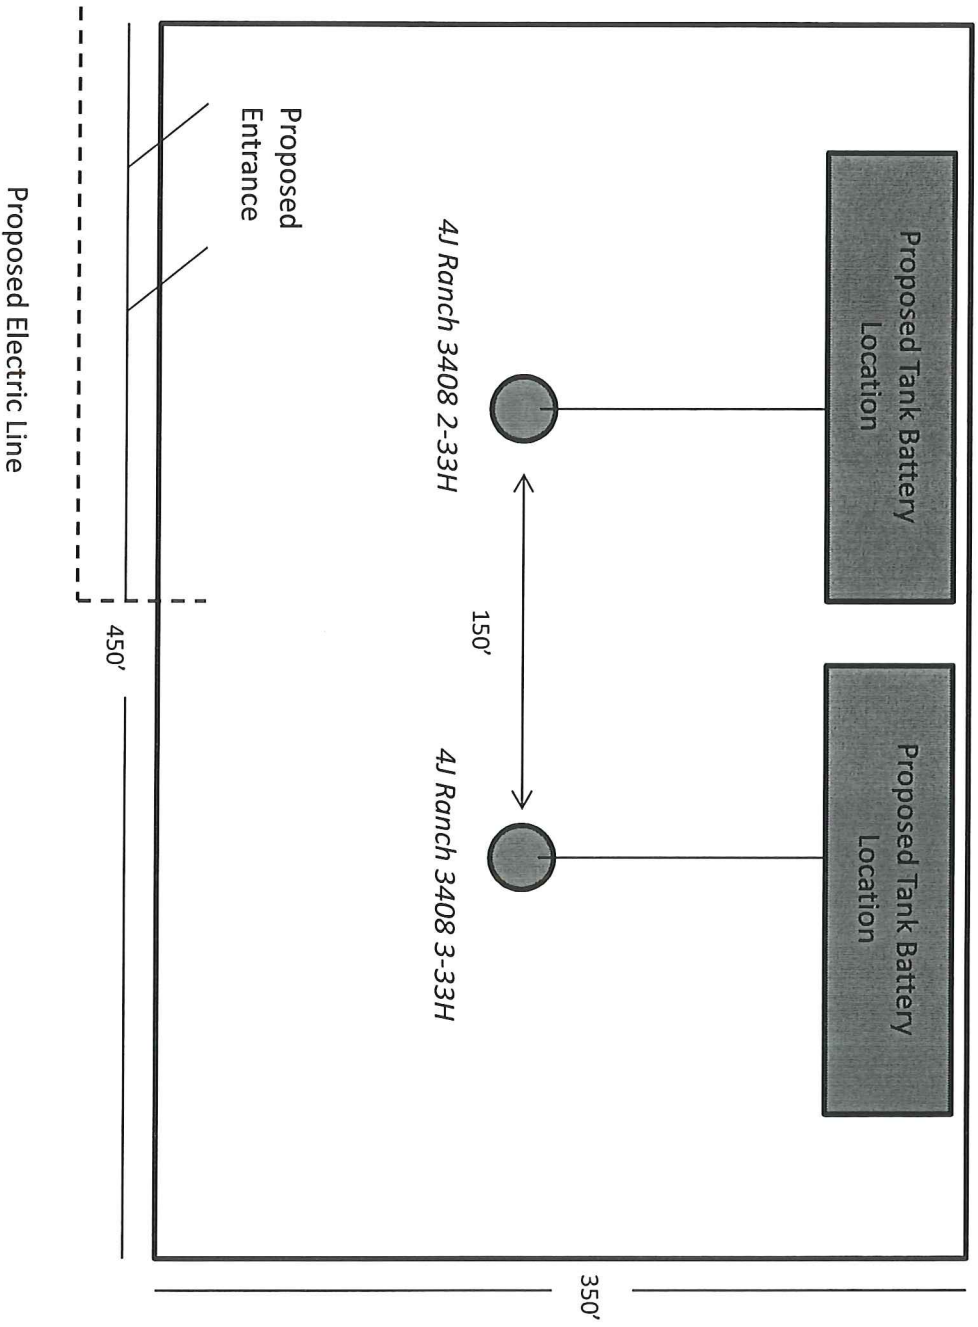 Proposed Tank Battery
Location
Proposed Tank Battery
Location
4J Ranch 3408 2-33H
150'
4J Ranch 3408 3-33H
Proposed
Entrance
450'
350'
Proposed Electric Line